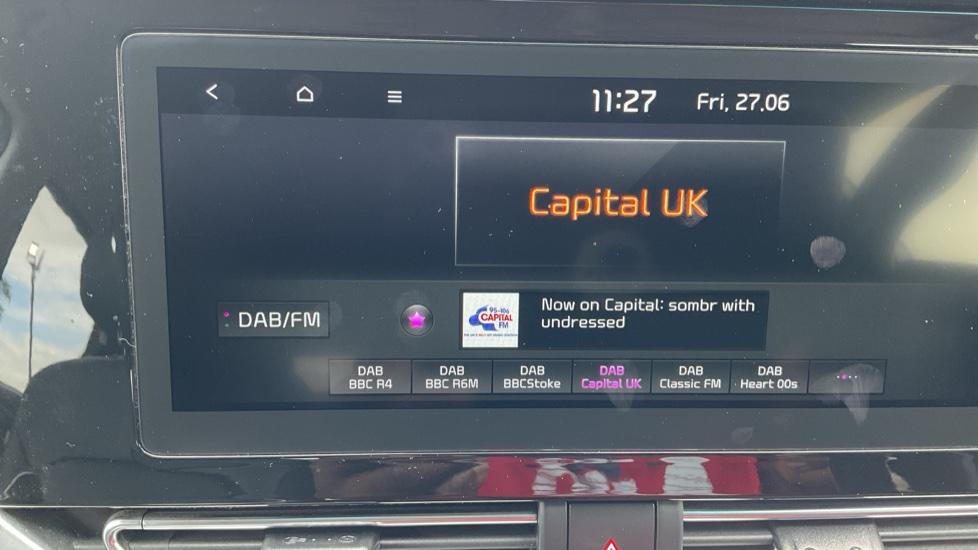 11:27 Fri, 27.06
Capital UK
DAB/FM
95-106
CAPITAL
FM
Now on Capital: sombr with
undressed
DAB DAB DAB DAB DAB DAB
BBC R4 BBC R6M BBCStoke Capital UK Classic FM Heart 00s